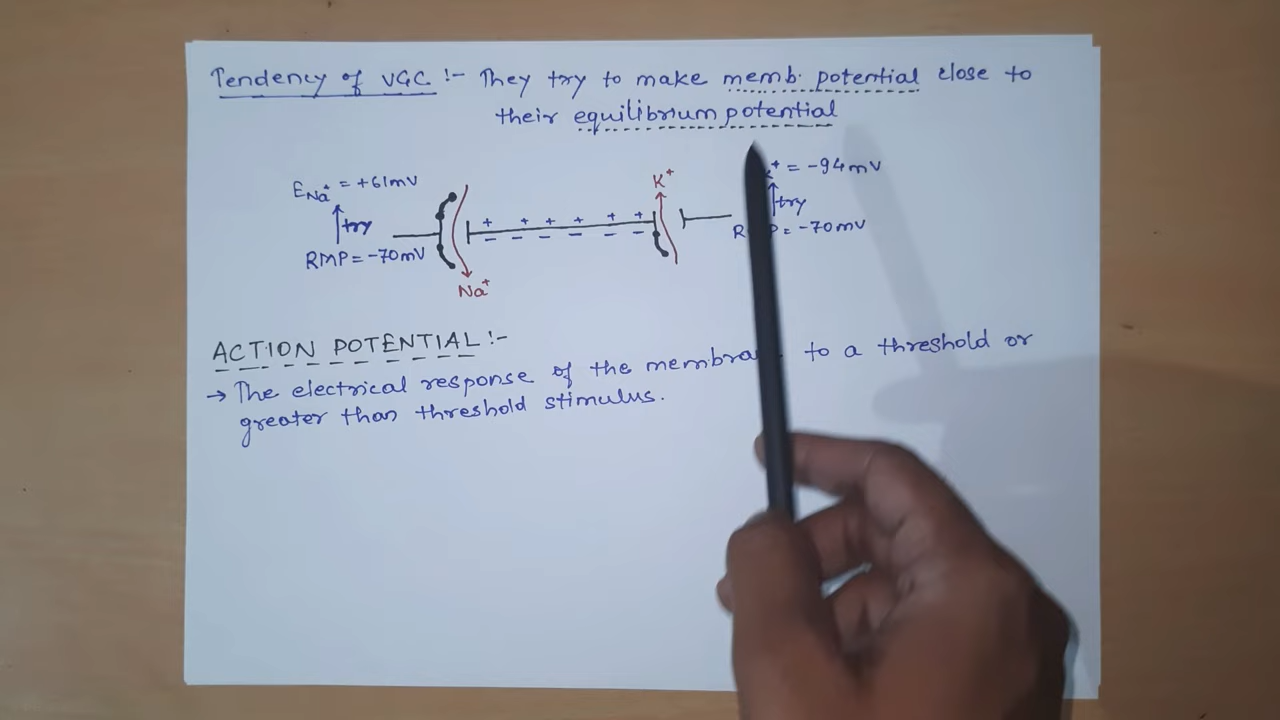 Tendency of VGC :- They try to make memb. potential close to
their equilibrium potential
ENa+ = +61mV
try
RMP = -70mV
Na+
+ + + + + +
− − − − − −
K+
K+ = -94mV
try
= -70mV
ACTION POTENTIAL :-
→ The electrical response of the to a threshold or
greater than threshold stimulus.